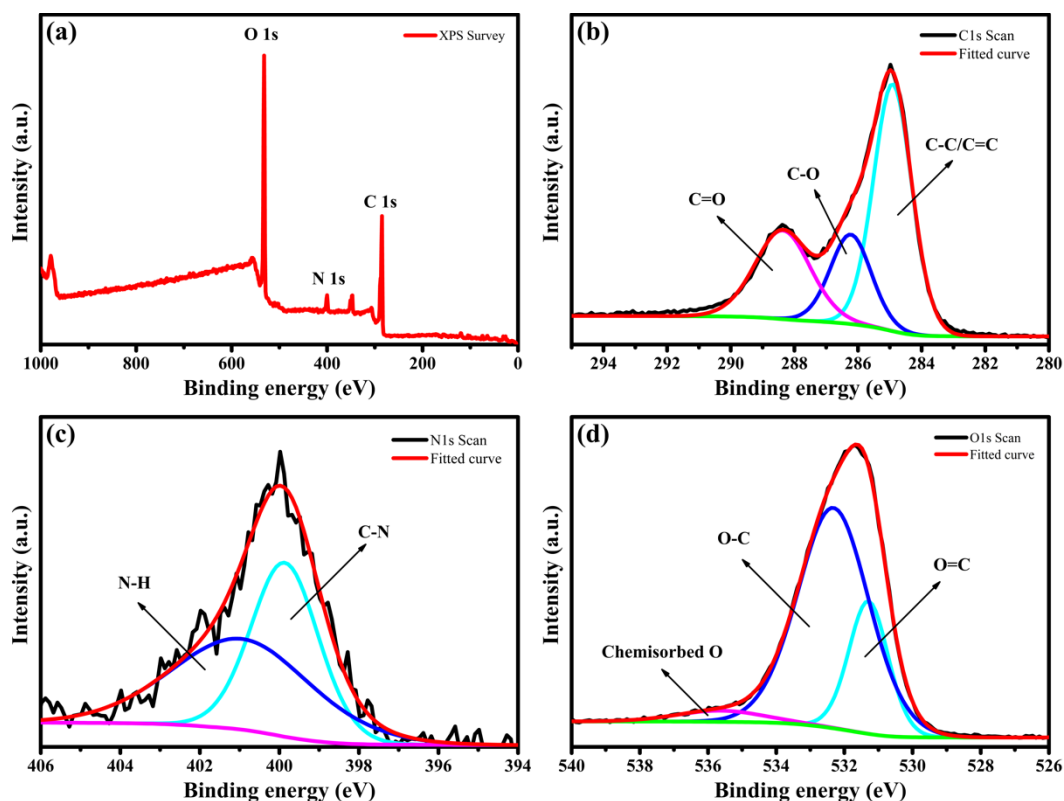 (a)
O 1s
XPS Survey
N 1s
C 1s
Intensity (a.u.)
1000 800 600 400 200 0
Binding energy (eV)
(b)
C1s Scan
Fitted curve
C=O
C-O
C-C/C=C
Intensity (a.u.)
294 292 290 288 286 284 282 280
Binding energy (eV)
(c)
N1s Scan
Fitted curve
N-H
C-N
Intensity (a.u.)
406 404 402 400 398 396 394
Binding energy (eV)
(d)
O1s Scan
Fitted curve
O-C
O=C
Chemisorbed O
Intensity (a.u.)
540 538 536 534 532 530 528 526
Binding energy (eV)